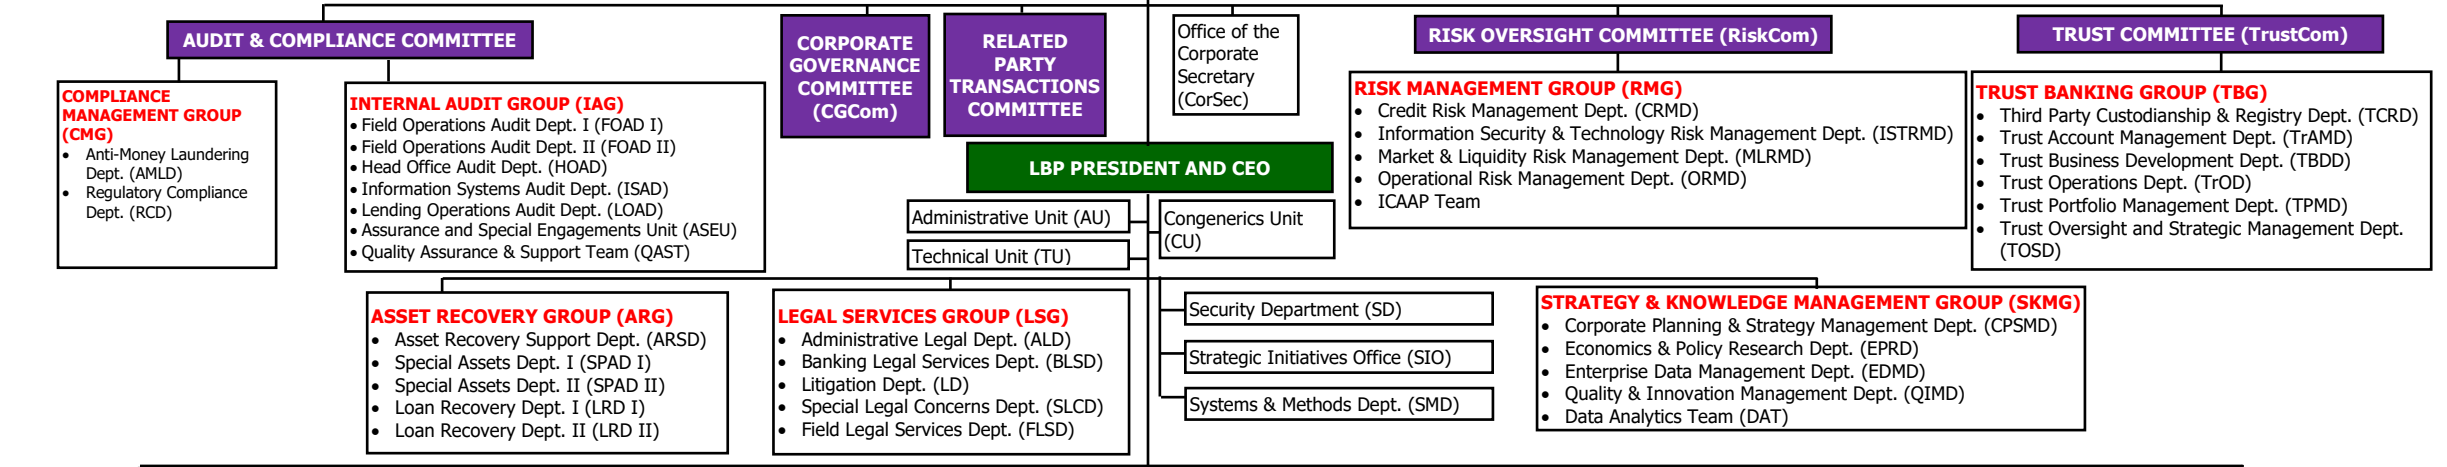 AUDIT & COMPLIANCE COMMITTEE
COMPLIANCE
MANAGEMENT GROUP
(CMG)
• Anti-Money Laundering
Dept. (AMLD)
• Regulatory Compliance
Dept. (RCD)
INTERNAL AUDIT GROUP (IAG)
• Field Operations Audit Dept. I (FOAD I)
• Field Operations Audit Dept. II (FOAD II)
• Head Office Audit Dept. (HOAD)
• Information Systems Audit Dept. (ISAD)
• Lending Operations Audit Dept. (LOAD)
• Assurance and Special Engagements Unit (ASEU)
• Quality Assurance & Support Team (QAST)
CORPORATE
GOVERNANCE
COMMITTEE
(CGCom)
RELATED
PARTY
TRANSACTIONS
COMMITTEE
Office of the
Corporate
Secretary
(CorSec)
RISK OVERSIGHT COMMITTEE (RiskCom)
RISK MANAGEMENT GROUP (RMG)
• Credit Risk Management Dept. (CRMD)
• Information Security & Technology Risk Management Dept. (ISTRMD)
• Market & Liquidity Risk Management Dept. (MLRMD)
• Operational Risk Management Dept. (ORMD)
• ICAAP Team
TRUST COMMITTEE (TrustCom)
TRUST BANKING GROUP (TBG)
• Third Party Custodianship & Registry Dept. (TCRD)
• Trust Account Management Dept. (TrAMD)
• Trust Business Development Dept. (TBDD)
• Trust Operations Dept. (TrOD)
• Trust Portfolio Management Dept. (TPMD)
• Trust Oversight and Strategic Management Dept.
(TOSD)
LBP PRESIDENT AND CEO
Administrative Unit (AU)
Technical Unit (TU)
Congenerics Unit
(CU)
ASSET RECOVERY GROUP (ARG)
• Asset Recovery Support Dept. (ARSD)
• Special Assets Dept. I (SPAD I)
• Special Assets Dept. II (SPAD II)
• Loan Recovery Dept. I (LRD I)
• Loan Recovery Dept. II (LRD II)
LEGAL SERVICES GROUP (LSG)
• Administrative Legal Dept. (ALD)
• Banking Legal Services Dept. (BLSD)
• Litigation Dept. (LD)
• Special Legal Concerns Dept. (SLCD)
• Field Legal Services Dept. (FLSD)
Security Department (SD)
Strategic Initiatives Office (SIO)
Systems & Methods Dept. (SMD)
STRATEGY & KNOWLEDGE MANAGEMENT GROUP (SKMG)
• Corporate Planning & Strategy Management Dept. (CPSMD)
• Economics & Policy Research Dept. (EPRD)
• Enterprise Data Management Dept. (EDMD)
• Quality & Innovation Management Dept. (QIMD)
• Data Analytics Team (DAT)